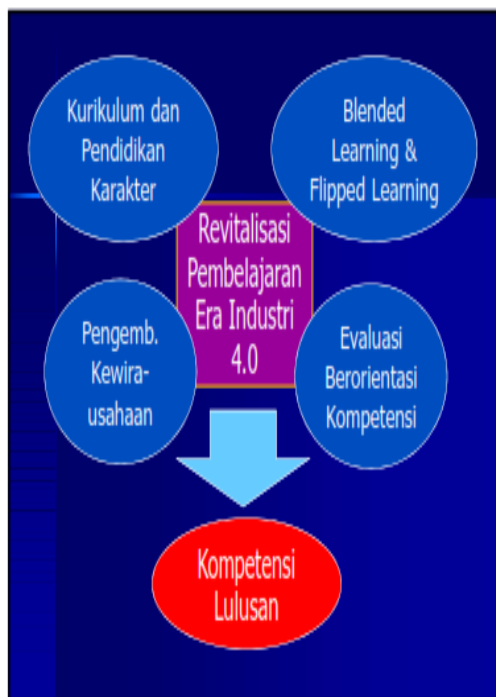 Kurikulum dan
Pendidikan
Karakter
Blended
Learning &
Flipped Learning
Revitalisasi
Pembelajaran
Era Industri
4.0
Pengemb.
Kewira-
usahaan
Evaluasi
Berorientasi
Kompetensi
Kompetensi
Lulusan